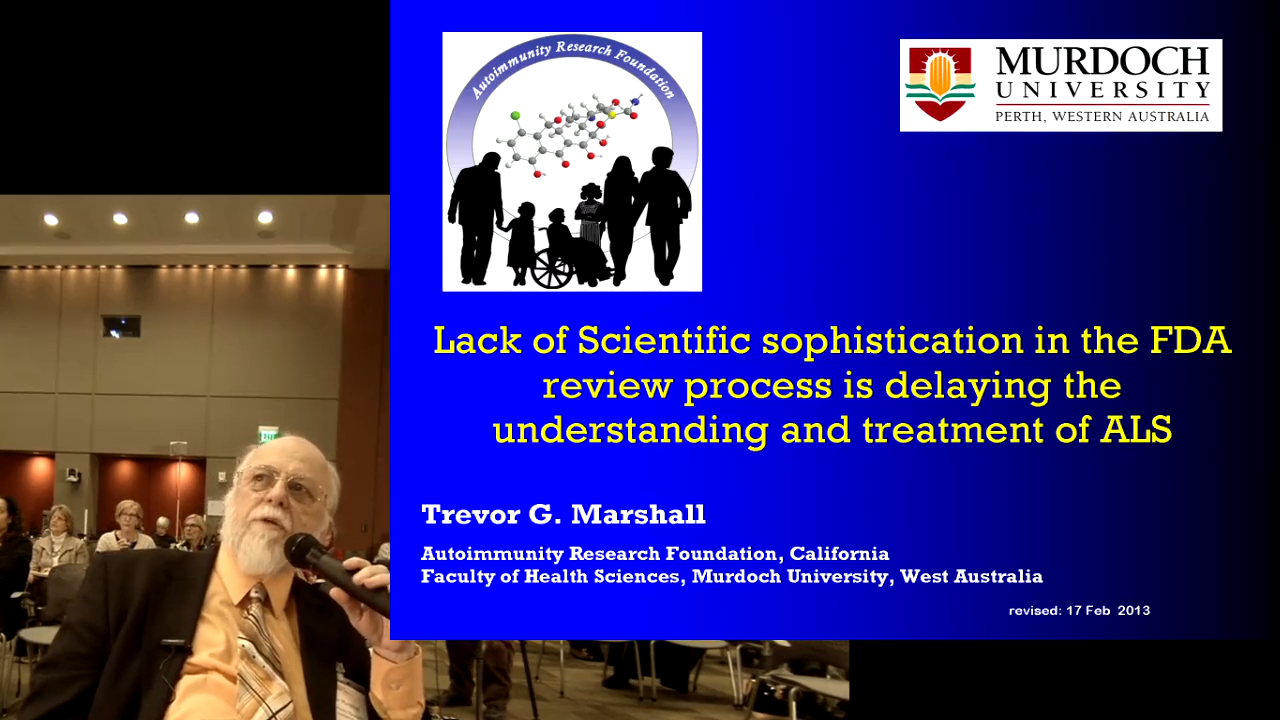 Autoimmunity Research Foundation
MURDOCH
UNIVERSITY
PERTH, WESTERN AUSTRALIA
Lack of Scientific sophistication in the FDA
review process is delaying the
understanding and treatment of ALS
Trevor G. Marshall
Autoimmunity Research Foundation, California
Faculty of Health Sciences, Murdoch University, West Australia
revised: 17 Feb 2013